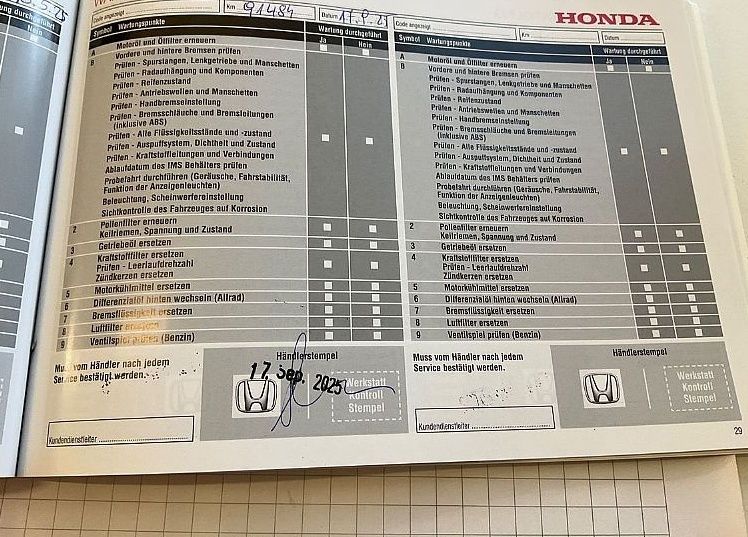 HONDA
Code angezeigt
Km 91484
Datum 17.9.25
Symbol Wartungspunkte
Wartung durchgeführt
Ja Nein
A Motoröl und Ölfilter erneuern
B Vordere und hintere Bremsen prüfen
Prüfen - Spurstangen, Lenkgetriebe und Manschetten
Prüfen - Radaufhängung und Komponenten
Prüfen - Reifenzustand
Prüfen - Antriebswellen und Manschetten
Prüfen - Handbremseinstellung
Prüfen - Bremsschläuche und Bremsleitungen
(inklusive ABS)
Prüfen - Alle Flüssigkeitsstände und -zustand
Prüfen - Auspuffsystem, Dichtheit und Zustand
Prüfen - Kraftstoffleitungen und Verbindungen
Ablaufdatum des IMS Behälters prüfen
Probefahrt durchführen (Geräusche, Fahrstabilität,
Funktion der Anzeigenleuten)
Beleuchtung, Scheinwerfereinstellung
Sichtkontrolle des Fahrzeuges auf Korrosion
2 Pollenfilter erneuern
Keilriemen, Spannung und Zustand
3 Getriebeöl ersetzen
4 Kraftstofffilter ersetzen
Prüfen - Leerlaufdrehzahl
Zündkerzen ersetzen
5 Motorkühlmittel ersetzen
6 Differenzialöl hinten wechseln (Allrad)
7 Bremsflüssigkeit ersetzen
8 Luftfilter ersetzen
9 Ventilspiel prüfen (Benzin)
Muss vom Händler nach jedem
Service bestätigt werden.
Händlerstempel
17. Sep. 2025
Werkstatt
Kontroll
Stempel
Kundendienstleiter
Code angezeigt
Km
Datum
Symbol Wartungspunkte
Wartung durchgeführt
Ja Nein
A Motoröl und Ölfilter erneuern
B Vordere und hintere Bremsen prüfen
Prüfen - Spurstangen, Lenkgetriebe und Manschetten
Prüfen - Radaufhängung und Komponenten
Prüfen - Reifenzustand
Prüfen - Antriebswellen und Manschetten
Prüfen - Handbremseinstellung
Prüfen - Bremsschläuche und Bremsleitungen
(inklusive ABS)
Prüfen - Alle Flüssigkeitsstände und -zustand
Prüfen - Auspuffsystem, Dichtheit und Zustand
Prüfen - Kraftstoffleitungen und Verbindungen
Ablaufdatum des IMS Behälters prüfen
Probefahrt durchführen (Geräusche, Fahrstabilität,
Funktion der Anzeigenleuten)
Beleuchtung, Scheinwerfereinstellung
Sichtkontrolle des Fahrzeuges auf Korrosion
2 Pollenfilter erneuern
Keilriemen, Spannung und Zustand
3 Getriebeöl ersetzen
4 Kraftstofffilter ersetzen
Prüfen - Leerlaufdrehzahl
Zündkerzen ersetzen
5 Motorkühlmittel ersetzen
6 Differenzialöl hinten wechseln (Allrad)
7 Bremsflüssigkeit ersetzen
8 Luftfilter ersetzen
9 Ventilspiel prüfen (Benzin)
Muss vom Händler nach jedem
Service bestätigt werden.
Händlerstempel
Werkstatt
Kontroll
Stempel
Kundendienstleiter
29